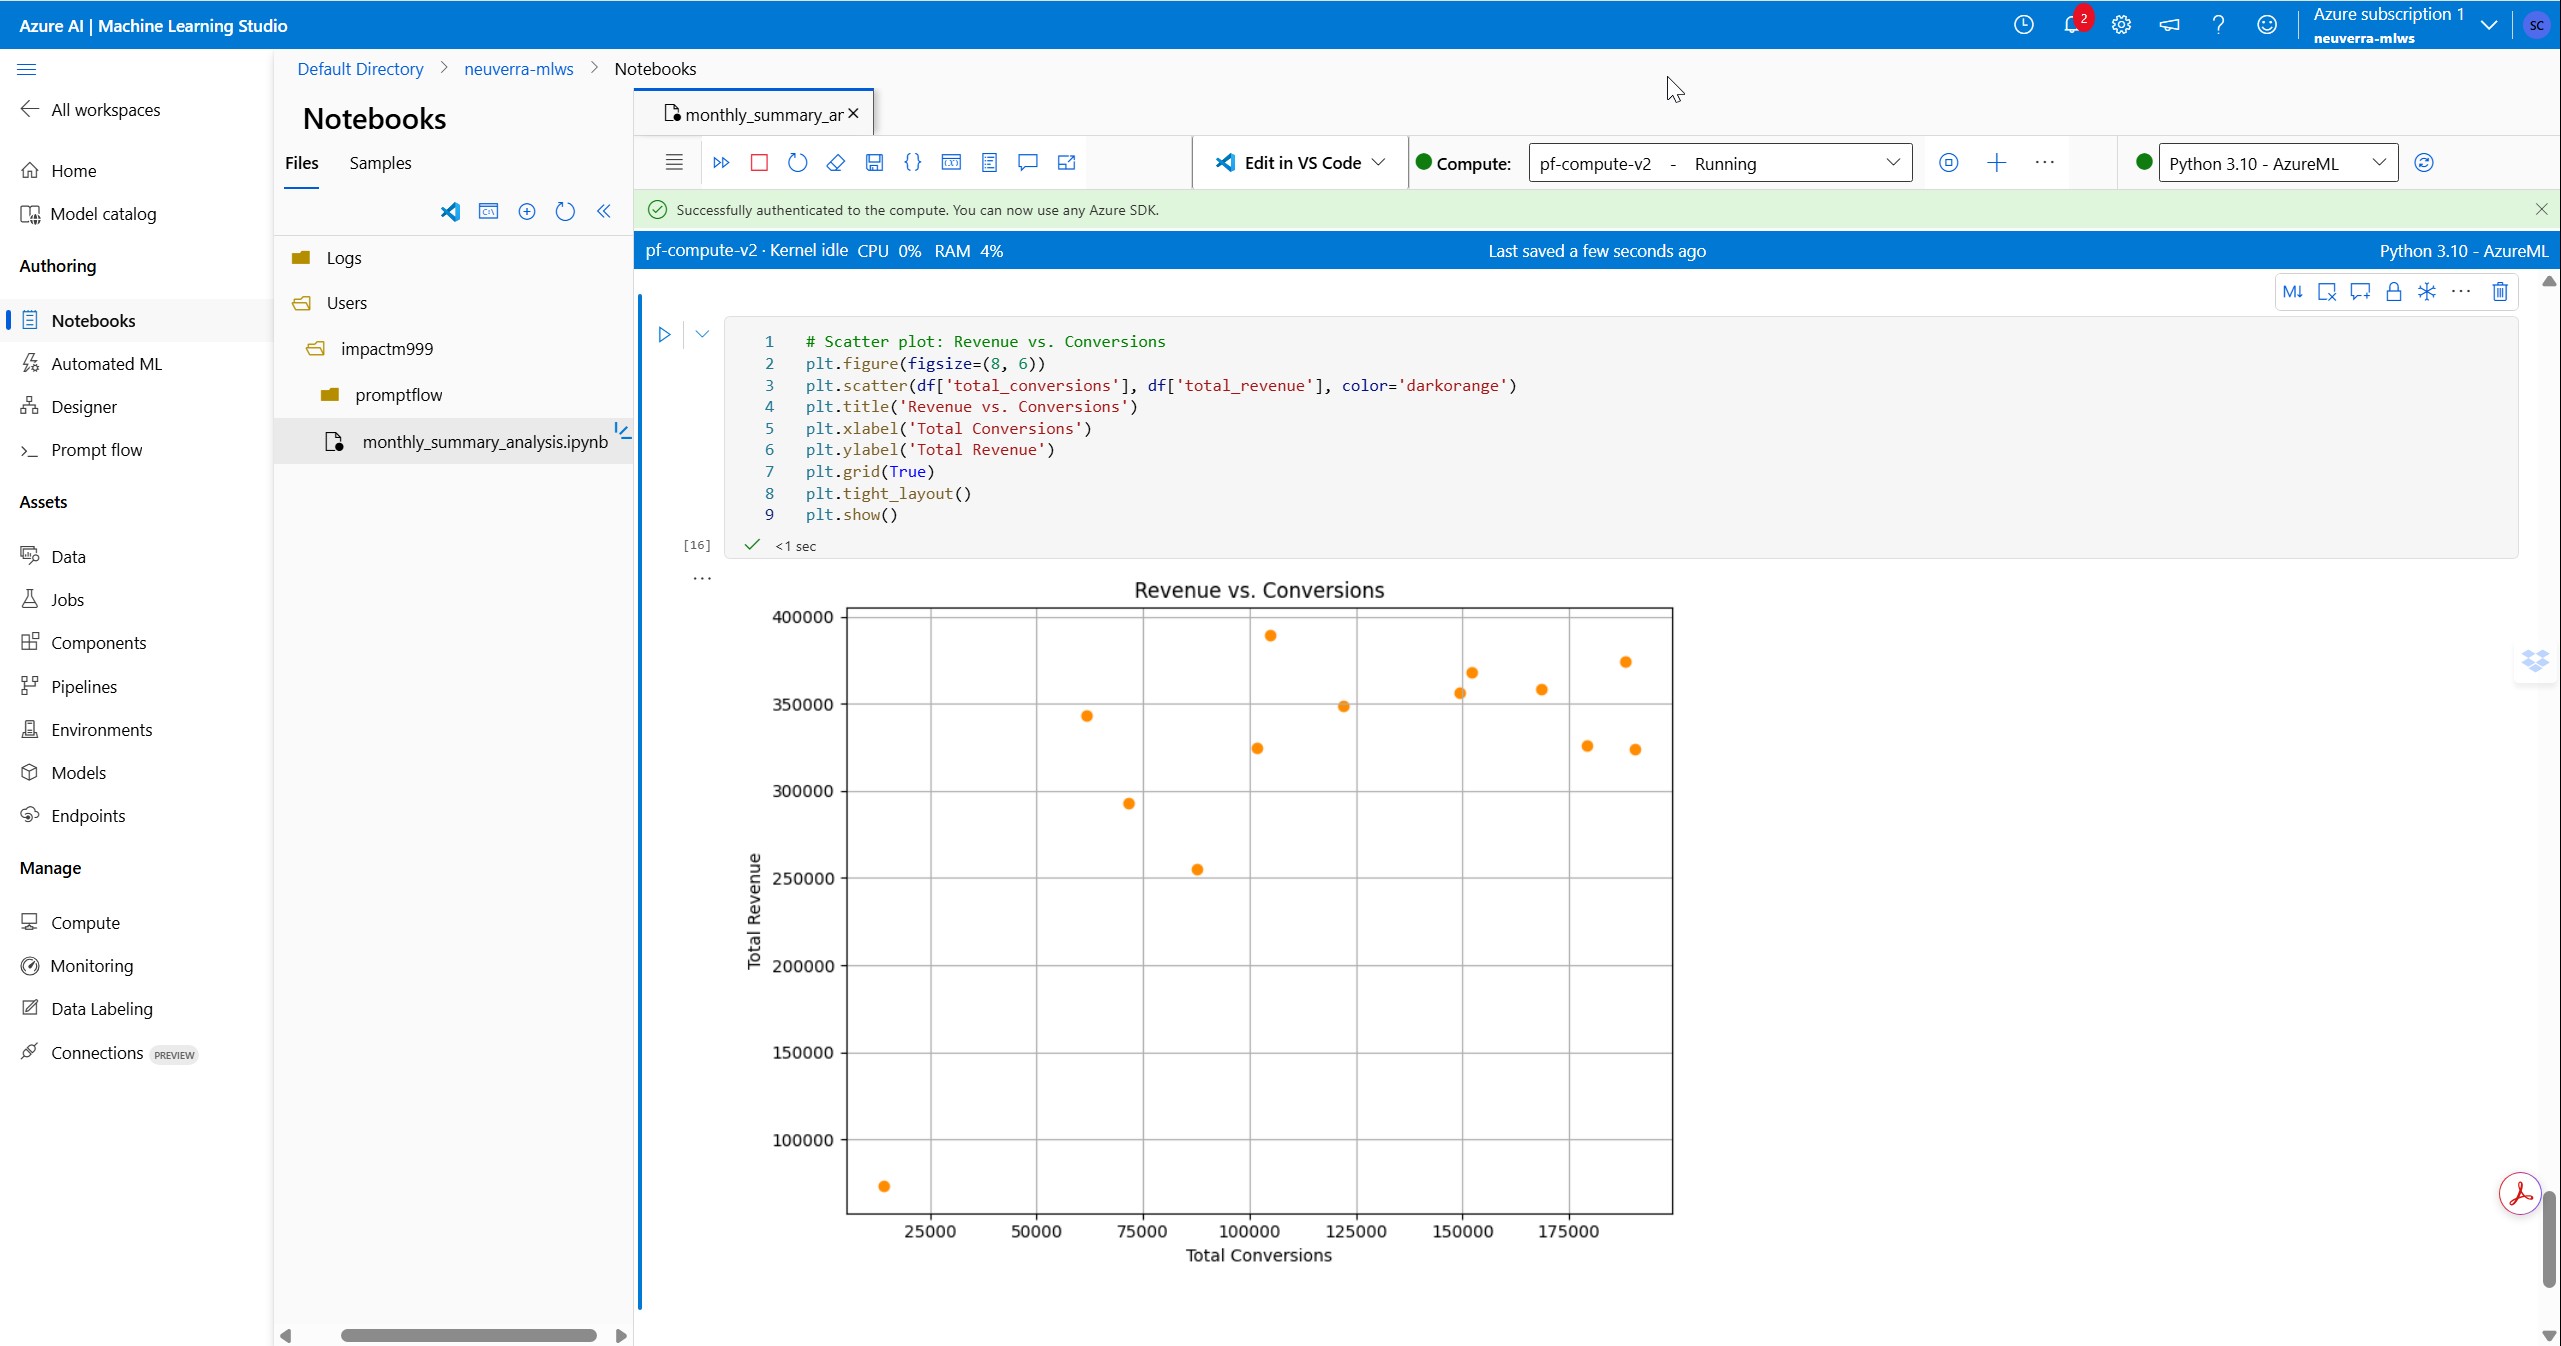 Azure AI | Machine Learning Studio
2
Azure subscription 1
neuverra-mlws
SC
All workspaces
Home
Model catalog
Authoring
Notebooks
Automated ML
Designer
Prompt flow
Assets
Data
Jobs
Components
Pipelines
Environments
Models
Endpoints
Manage
Compute
Monitoring
Data Labeling
Connections PREVIEW
Default Directory > neuverra-mlws > Notebooks
Notebooks
Files Samples
Logs
Users
impactm999
promptflow
monthly_summary_analysis.ipynb
monthly_summary_ar
Edit in VS Code
Compute: pf-compute-v2 - Running
Python 3.10 - AzureML
Successfully authenticated to the compute. You can now use any Azure SDK.
pf-compute-v2 · Kernel idle CPU 0% RAM 4% Last saved a few seconds ago Python 3.10 - AzureML
M↓
1 # Scatter plot: Revenue vs. Conversions
2 plt.figure(figsize=(8, 6))
3 plt.scatter(df['total_conversions'], df['total_revenue'], color='darkorange')
4 plt.title('Revenue vs. Conversions')
5 plt.xlabel('Total Conversions')
6 plt.ylabel('Total Revenue')
7 plt.grid(True)
8 plt.tight_layout()
9 plt.show()
[16] <1 sec
Revenue vs. Conversions
400000
350000
300000
250000
200000
150000
100000
Total Revenue
25000 50000 75000 100000 125000 150000 175000
Total Conversions